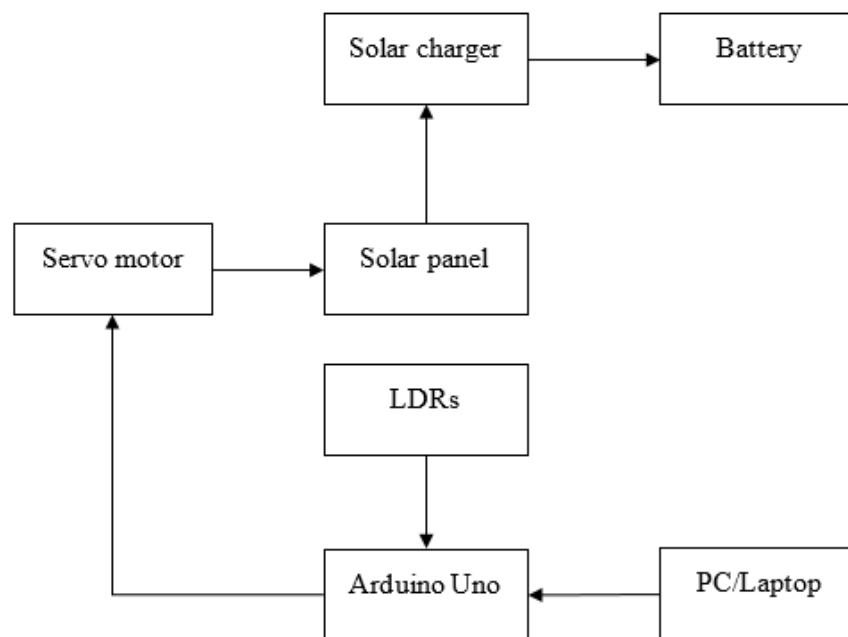 Solar charger
Battery
Servo motor
Solar panel
LDRs
Arduino Uno
PC/Laptop